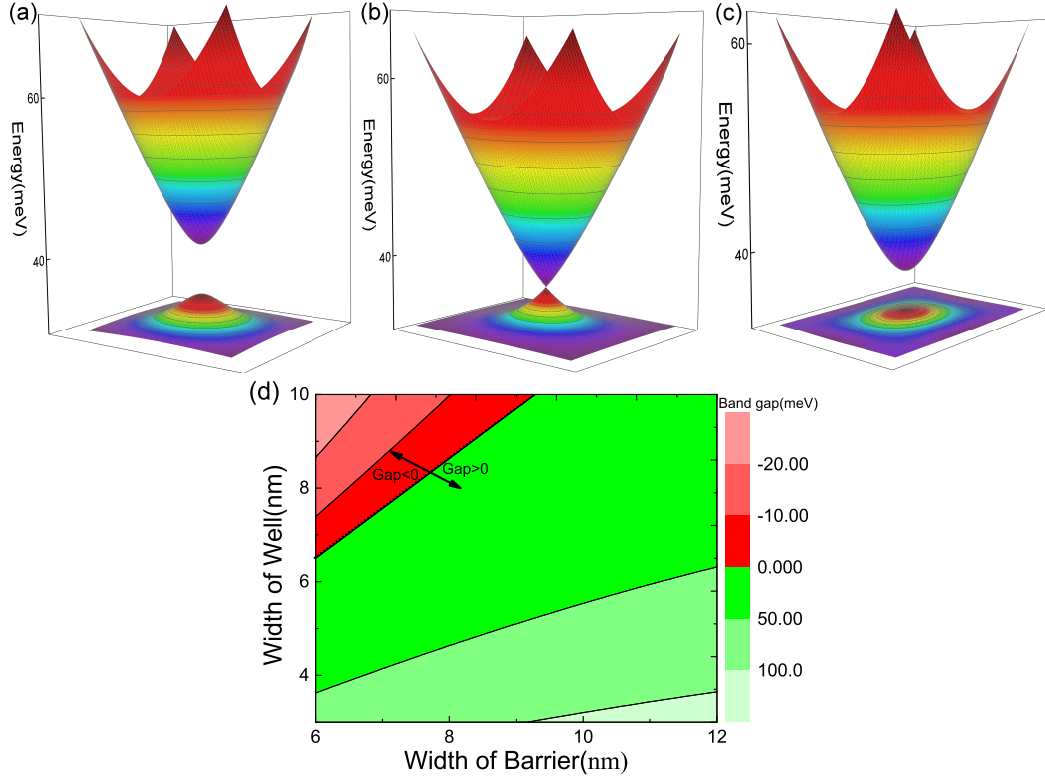 (a)
60
40
Energy(meV)
(b)
60
40
Energy(meV)
(c)
60
40
Energy(meV)
(d)
10
8
6
4
Width of Well(nm)
Gap<0
Gap>0
6
8
10
12
Width of Barrier(nm)
Band gap(meV)
-20.00
-10.00
0.000
50.00
100.0